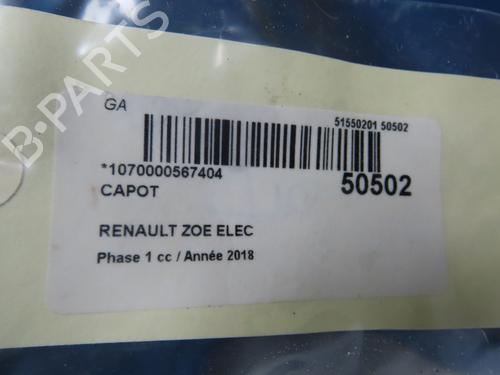 GA
51550201 50502
*1070000567404
50502
CAPOT
RENAULT ZOE ELEC
Phase 1 cc / Année 2018
B-PARTS